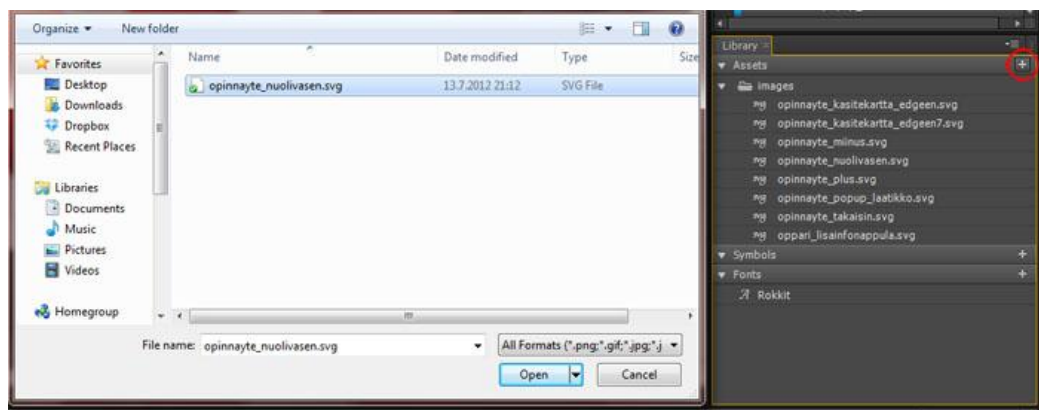 Organize New folder
Name Date modified Type Size
Favorites
Desktop
Downloads
Dropbox
Recent Places
Libraries
Documents
Music
Pictures
Videos
Homegroup
opinnayte_nuolivasen.svg 13.7.2012 21:12 SVG File
File name: opinnayte_nuolivasen.svg All Formats (*.png;*.gif;*.jpg;*.j
Open Cancel
Library
Assets
images
opinnayte_kasitekartta_edgeen.svg
opinnayte_kasitekartta_edgeen7.svg
opinnayte_miinus.svg
opinnayte_nuolivasen.svg
opinnayte_plus.svg
opinnayte_popup_laatikko.svg
opinnayte_takaisin.svg
oppari_lisainfonappula.svg
Symbols
Fonts
Rokkit